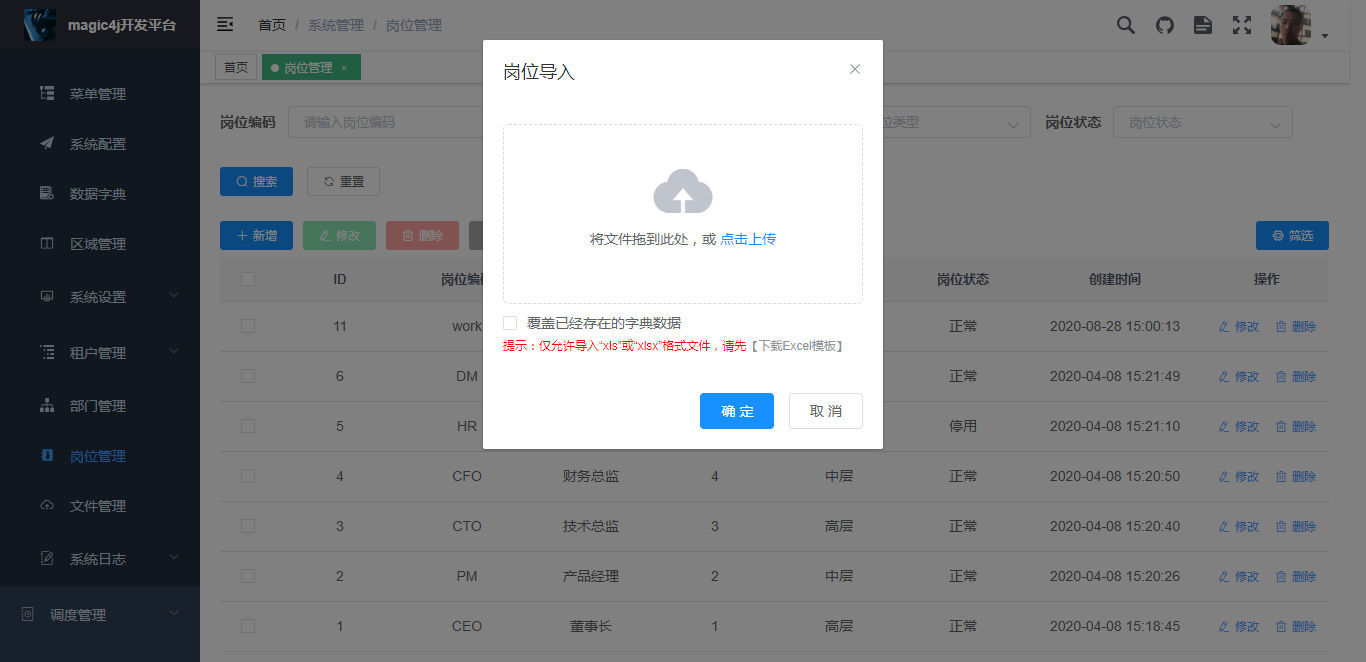 magic4j开发平台
首页 / 系统管理 / 岗位管理
首页
岗位管理 ×
菜单管理
系统配置
数据字典
区域管理
系统设置
租户管理
部门管理
岗位管理
文件管理
系统日志
调度管理
岗位编码 请输入岗位编码 位类型 岗位状态 岗位状态
搜索 重置
新增 修改 删除 筛选
ID 岗位编码 岗位状态 创建时间 操作
11 work 正常 2020-08-28 15:00:13 修改 删除
6 DM 正常 2020-04-08 15:21:49 修改 删除
5 HR 停用 2020-04-08 15:21:10 修改 删除
4 CFO 财务总监 4 中层 正常 2020-04-08 15:20:50 修改 删除
3 CTO 技术总监 3 高层 正常 2020-04-08 15:20:40 修改 删除
2 PM 产品经理 2 中层 正常 2020-04-08 15:20:26 修改 删除
1 CEO 董事长 1 高层 正常 2020-04-08 15:18:45 修改 删除
岗位导入
将文件拖到此处，或 点击上传
覆盖已经存在的字典数据
提示：仅允许导入“xls”或“xlsx”格式文件，请先【下载Excel模板】
确 定 取 消